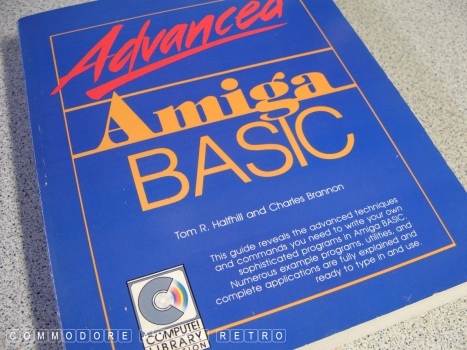 Advanced
Amiga
BASIC
Tom R. Halfhill and Charles Brannon
This guide reveals the advanced techniques
and commands you need to write your own
sophisticated programs in Amiga BASIC.
Numerous example programs, utilities, and
complete applications are fully explained and
ready to type in and use.
COMPUTE!
LIBRARY
COMMODORE RETRO